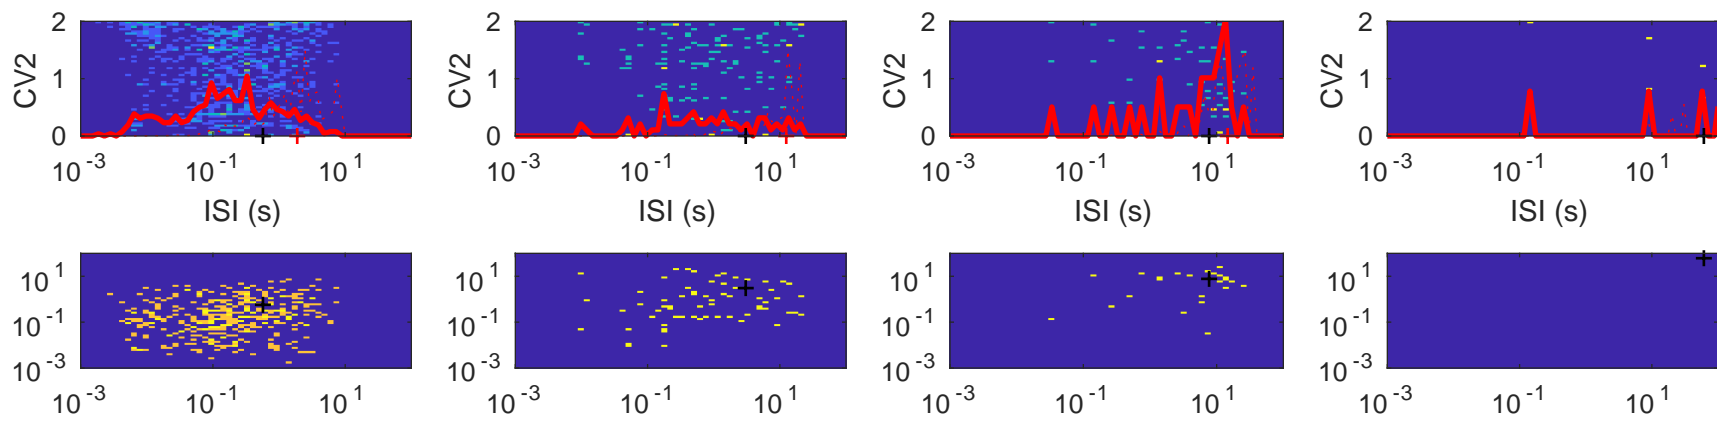 2 2 2 2
CV2 CV2 CV2 CV2
1 1 1 1
0 0 0 0
10^-3 10^-1 10^1 10^-3 10^-1 10^1 10^-3 10^-1 10^1 10^-3 10^-1 10^1
ISI (s) ISI (s) ISI (s) ISI (s)
10^1 10^1 10^1 10^1
10^-1 10^-1 10^-1 10^-1
10^-3 10^-3 10^-3 10^-3
10^-3 10^-1 10^1 10^-3 10^-1 10^1 10^-3 10^-1 10^1 10^-3 10^-1 10^1